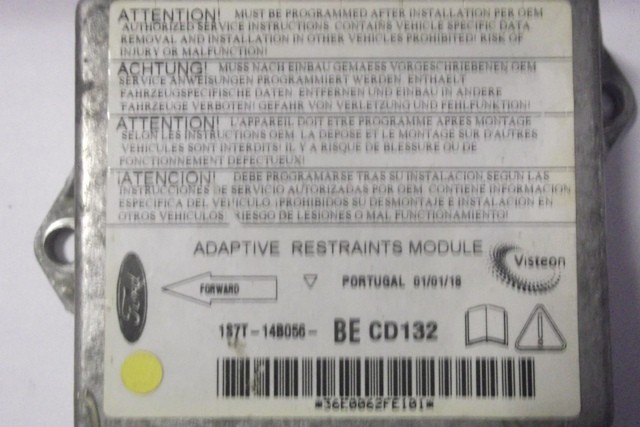 ATTENTION! MUST BE PROGRAMMED AFTER INSTALLATION PER OEM
AUTHORIZED SERVICE INSTRUCTIONS. CONTAINS VEHICLE SPECIFIC DATA
REMOVAL AND INSTALLATION IN OTHER VEHICLES PROHIBITED! RISK OF
INJURY OR MALFUNCTION!
ACHTUNG! MUSS NACH EINBAU GEMAESS VORGESCHRIEBENEN OEM
SERVICE ANWEISUNGEN PROGRAMMIERT WERDEN. ENTHAELT
FAHRZEUGSPEZIFISCHE DATEN. ENTFERNEN UND EINBAU IN ANDERE
FAHRZEUGE VERBOTEN! GEFAHR VON VERLETZUNG UND FEHLFUNKTION!
ATTENTION! L'APPAREIL DOIT ETRE PROGRAMME APRES MONTAGE
SELON LES INSTRUCTIONS OEM. LA DEPOSE ET LE MONTAGE SUR D'AUTRES
VEHICULES SONT INTERDITS! IL Y A RISQUE DE BLESSURE OU DE
FONCTIONNEMENT DEFECTUEUX!
¡ATENCION! DEBE PROGRAMARSE TRAS SU INSTALACION SEGUN LAS
INSTRUCCIONES DE SERVICIO AUTORIZADAS POR OEM. CONTIENE INFORMACION
ESPECIFICA DEL VEHICULO ¡PROHIBIDOS SU DESMONTAJE E INSTALACION EN
OTROS VEHICULOS. RIESGO DE LESIONES O MAL FUNCTIONAMIENTO!
ADAPTIVE RESTRAINTS MODULE
Visteon
Ford
FORWARD
PORTUGAL 01/01/18
1S7T-14B056- BE CD132
*36E0062FE101*